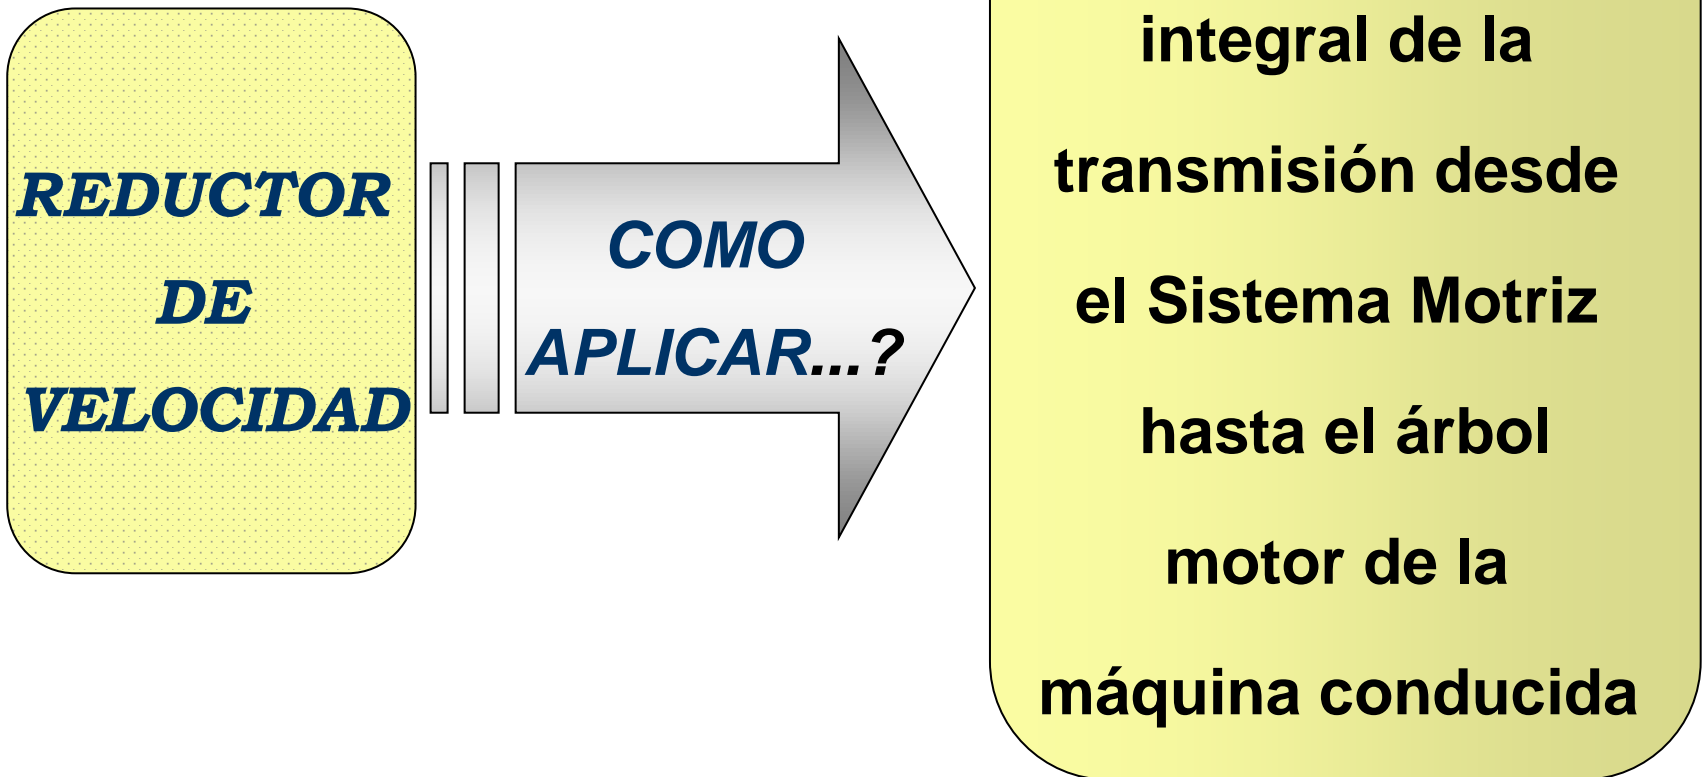 REDUCTOR
DE
VELOCIDAD
COMO
APLICAR...?
integral de la
transmisión desde
el Sistema Motriz
hasta el árbol
motor de la
máquina conducida